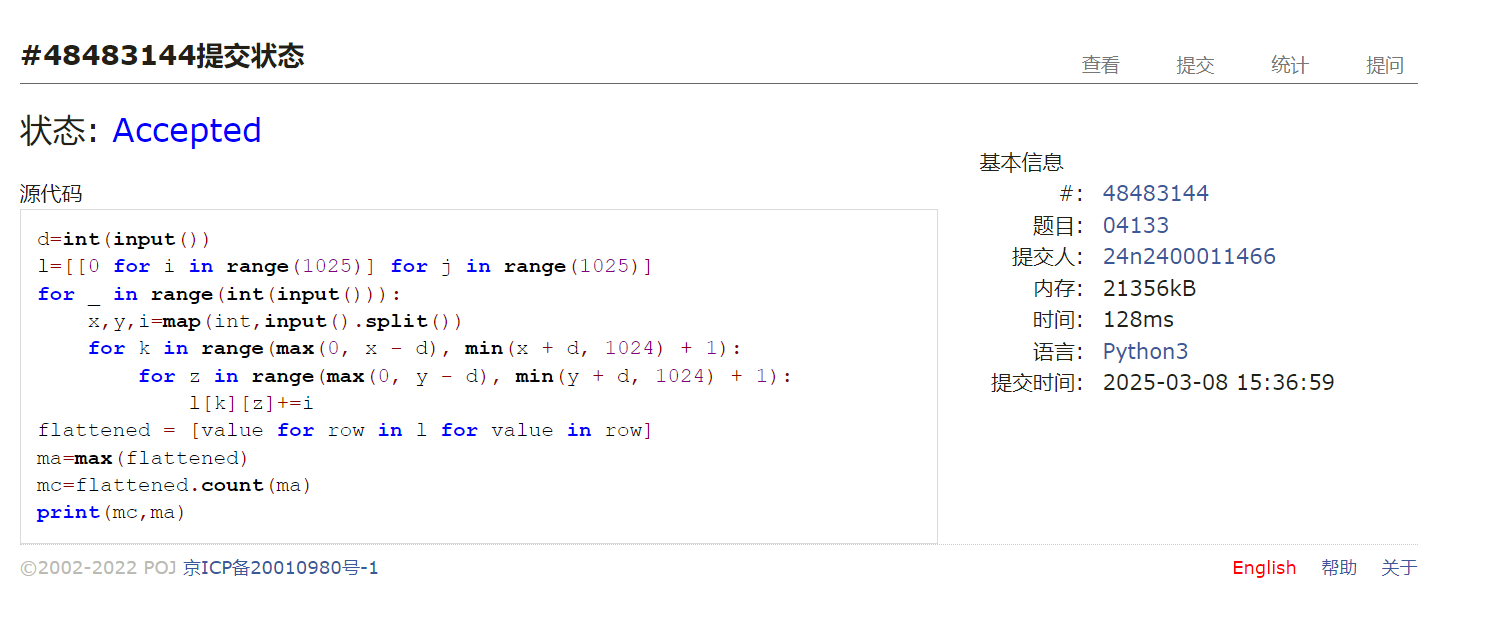 #48483144提交状态
查看 提交 统计 提问
状态: Accepted
源代码
d=int(input())
l=[[0 for i in range(1025)] for j in range(1025)]
for _ in range(int(input())):
    x,y,i=map(int,input().split())
    for k in range(max(0, x - d), min(x + d, 1024) + 1):
        for z in range(max(0, y - d), min(y + d, 1024) + 1):
            l[k][z]+=i
flattened = [value for row in l for value in row]
ma=max(flattened)
mc=flattened.count(ma)
print(mc,ma)
基本信息
#: 48483144
题目: 04133
提交人: 24n2400011466
内存: 21356kB
时间: 128ms
语言: Python3
提交时间: 2025-03-08 15:36:59
©2002-2022 POJ 京ICP备20010980号-1
English 帮助 关于